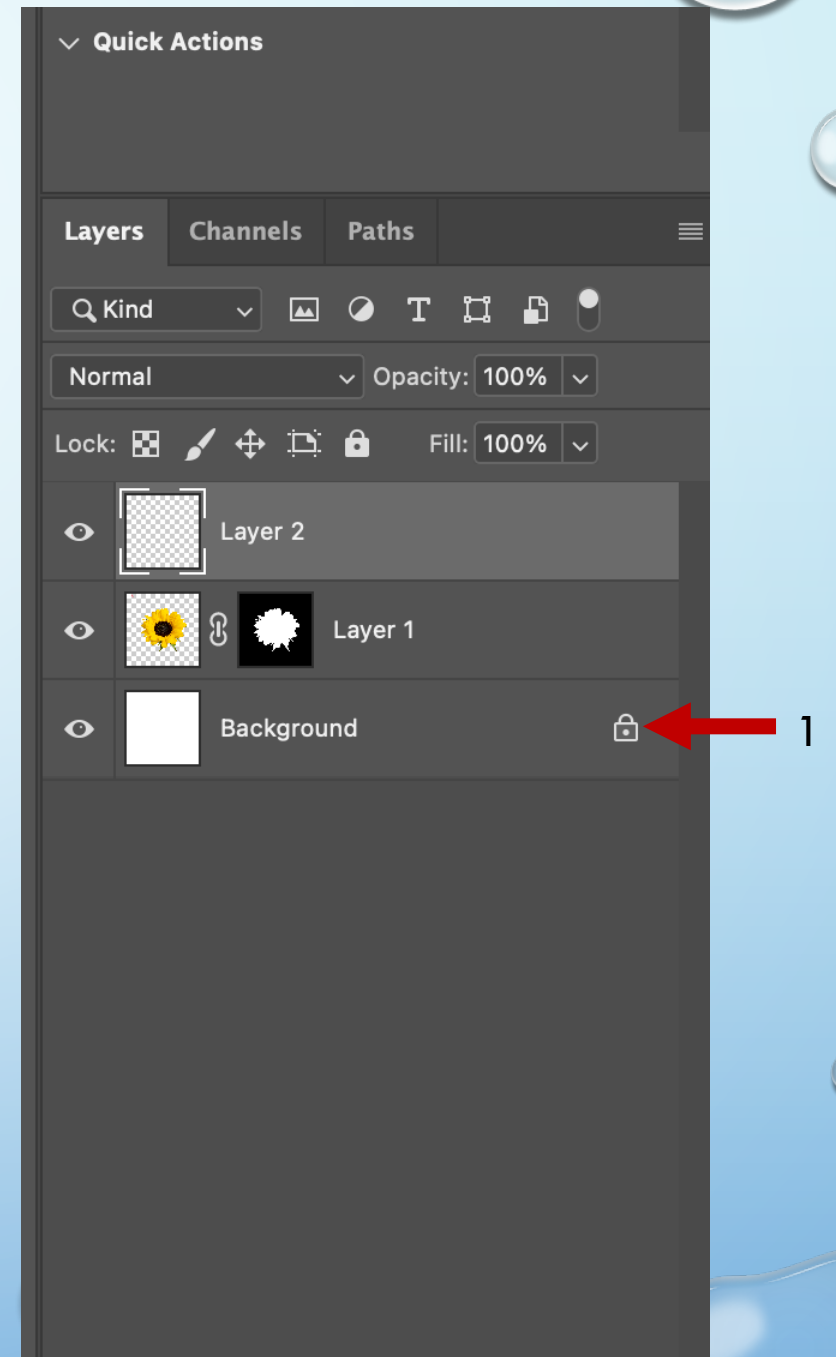 Quick Actions
Layers Channels Paths
Kind
Normal Opacity: 100%
Lock: Fill: 100%
Layer 2
Layer 1
Background
1